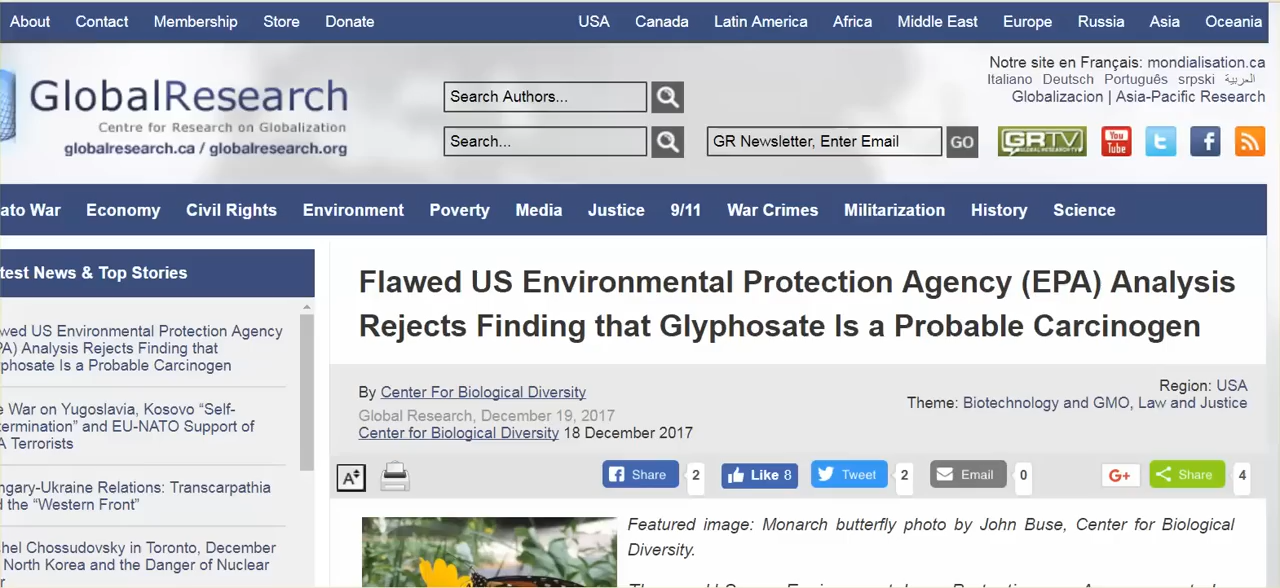 About Contact Membership Store Donate USA Canada Latin America Africa Middle East Europe Russia Asia Oceania
Notre site en Français: mondialisation.ca
Italiano Deutsch Português srpski العربية
Globalizacion | Asia-Pacific Research
GlobalResearch
Centre for Research on Globalization
globalresearch.ca / globalresearch.org
Search Authors...
Search...
GR Newsletter, Enter Email GO
GRTV
GLOBAL RESEARCH TV
You
Tube
ato War Economy Civil Rights Environment Poverty Media Justice 9/11 War Crimes Militarization History Science
test News & Top Stories
wed US Environmental Protection Agency
PA) Analysis Rejects Finding that
phosate Is a Probable Carcinogen
e War on Yugoslavia, Kosovo “Self-
termination” and EU-NATO Support of
A Terrorists
ngary-Ukraine Relations: Transcarpathia
d the “Western Front”
hel Chossudovsky in Toronto, December
North Korea and the Danger of Nuclear
Flawed US Environmental Protection Agency (EPA) Analysis
Rejects Finding that Glyphosate Is a Probable Carcinogen
By Center For Biological Diversity
Global Research, December 19, 2017
Center for Biological Diversity 18 December 2017
Region: USA
Theme: Biotechnology and GMO, Law and Justice
A Share 2 Like 8 Tweet 2 Email 0 G+ Share 4
Featured image: Monarch butterfly photo by John Buse, Center for Biological
Diversity.